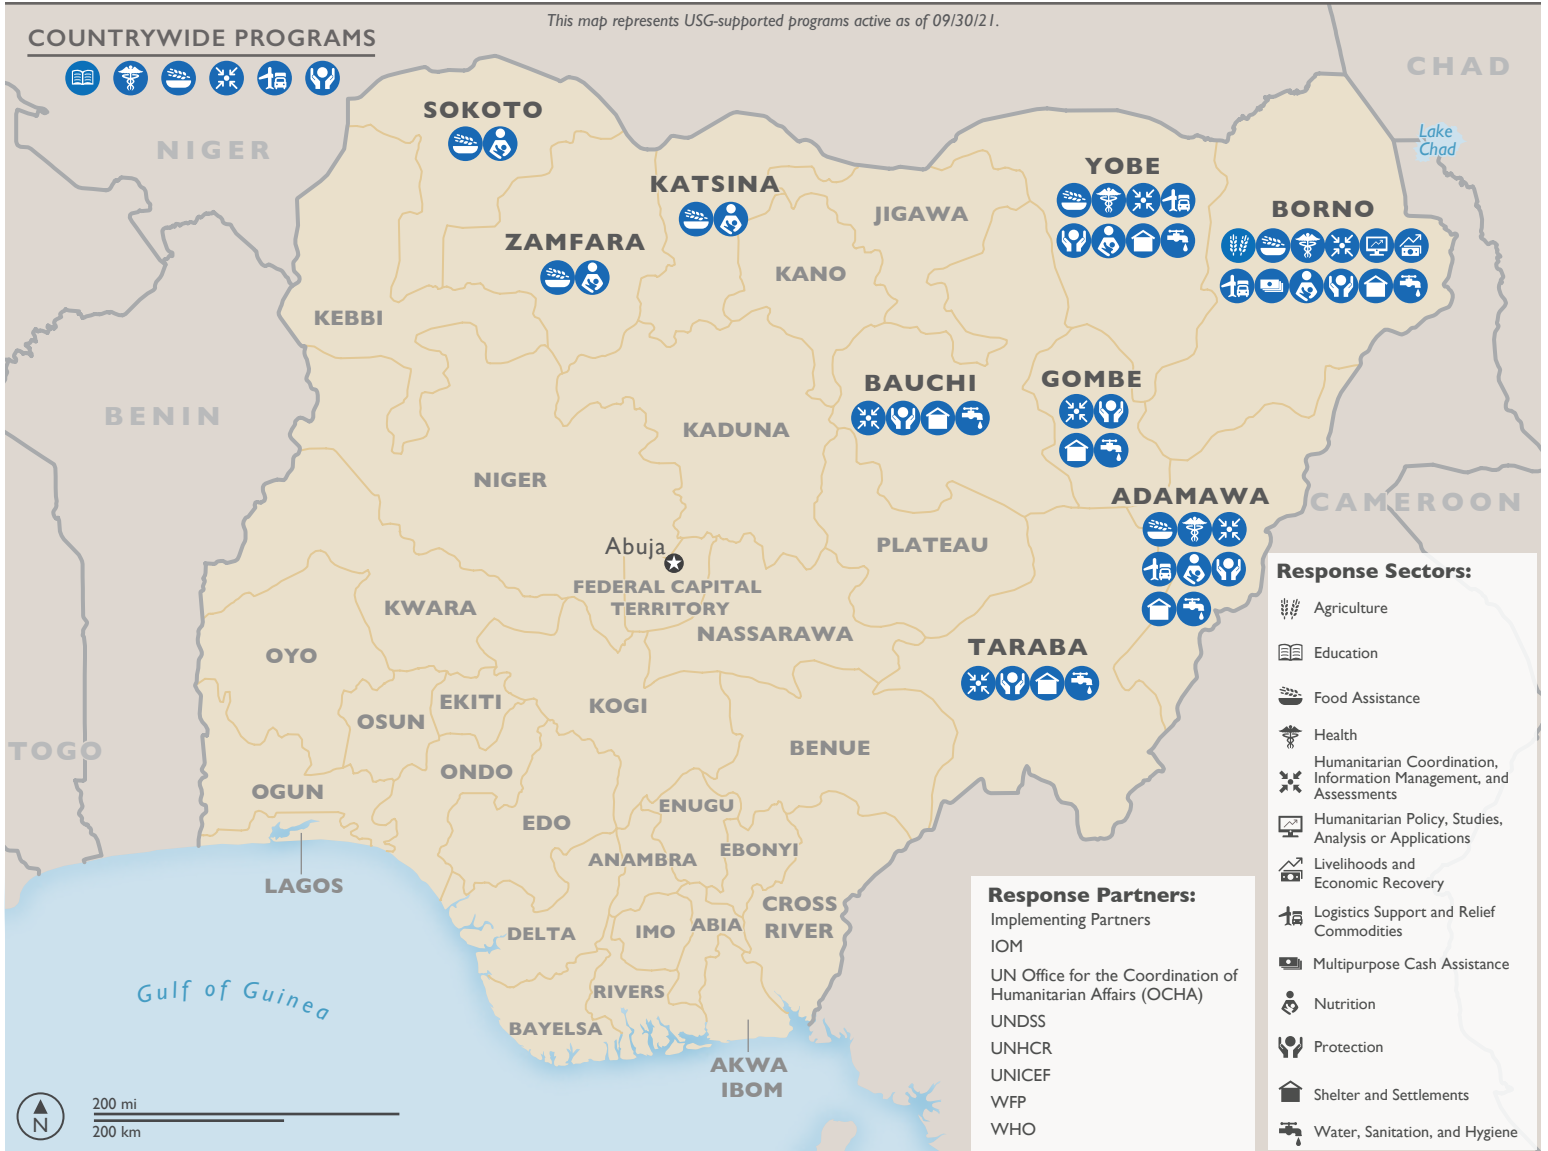 This map represents USG-supported programs active as of 09/30/21.
COUNTRYWIDE PROGRAMS
CHAD
Lake
Chad
NIGER
SOKOTO
KATSINA
YOBE
BORNO
JIGAWA
ZAMFARA
KANO
KEBBI
BAUCHI
GOMBE
BENIN
KADUNA
NIGER
ADAMAWA
CAMEROON
Abuja
PLATEAU
FEDERAL CAPITAL
TERRITORY
KWARA
NASSARAWA
OYO
TARABA
EKITI
KOGI
OSUN
TOGO
BENUE
ONDO
OGUN
ENUGU
EDO
EBONYI
ANAMBRA
LAGOS
CROSS
RIVER
ABIA
IMO
DELTA
RIVERS
BAYELSA
AKWA
IBOM
Gulf of Guinea
N
200 mi
200 km
Response Partners:
Implementing Partners
IOM
UN Office for the Coordination of
Humanitarian Affairs (OCHA)
UNDSS
UNHCR
UNICEF
WFP
WHO
Response Sectors:
Agriculture
Education
Food Assistance
Health
Humanitarian Coordination,
Information Management, and
Assessments
Humanitarian Policy, Studies,
Analysis or Applications
Livelihoods and
Economic Recovery
Logistics Support and Relief
Commodities
Multipurpose Cash Assistance
Nutrition
Protection
Shelter and Settlements
Water, Sanitation, and Hygiene